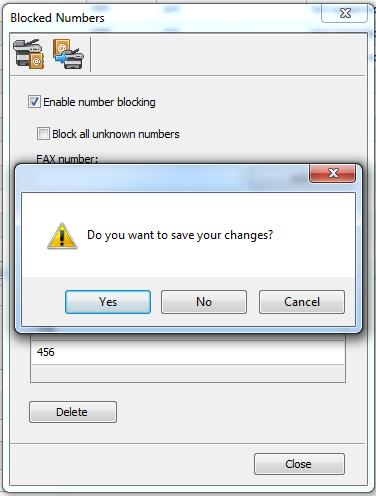 Blocked Numbers
Enable number blocking
Block all unknown numbers
FAX number:
Do you want to save your changes?
Yes No Cancel
456
Delete
Close